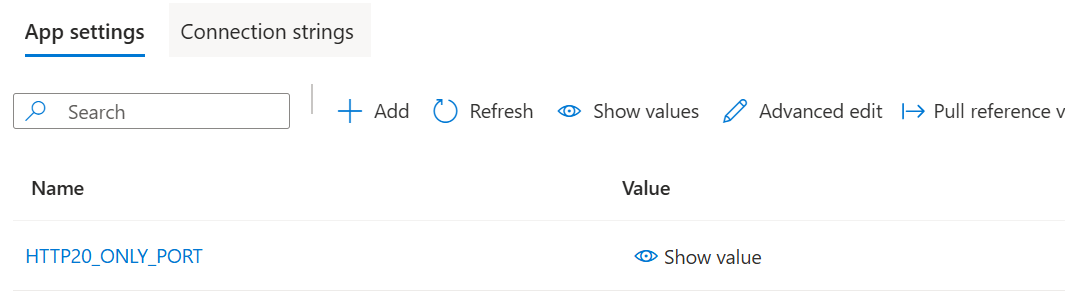 App settings Connection strings
Search Add Refresh Show values Advanced edit Pull reference v
Name Value
HTTP20_ONLY_PORT Show value